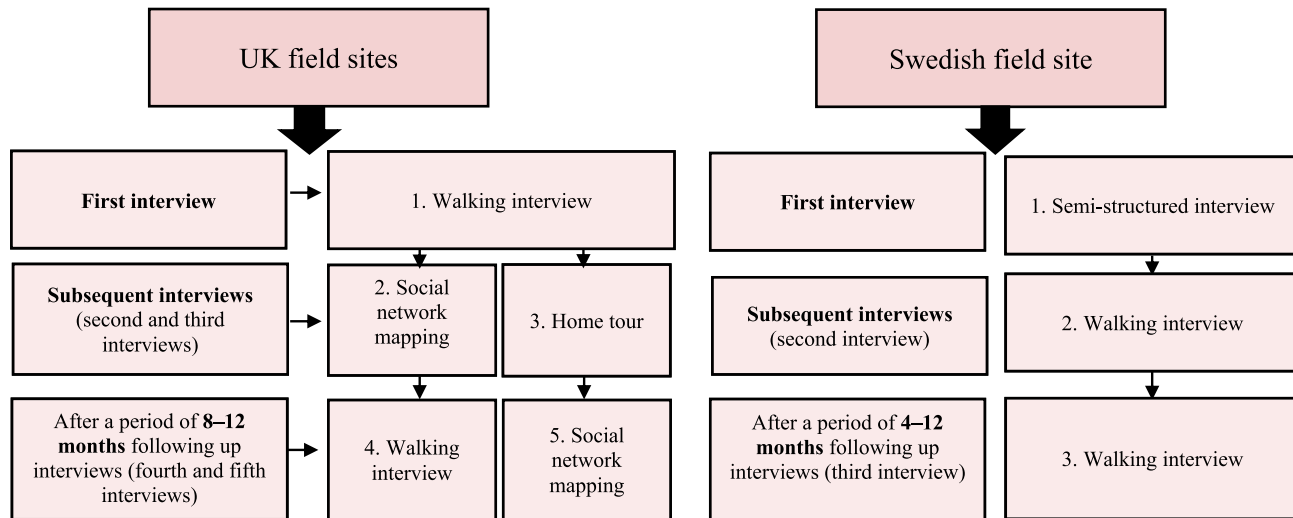 UK field sites
First interview
1. Walking interview
Subsequent interviews
(second and third
interviews)
2. Social
network
mapping
3. Home tour
After a period of 8–12
months following up
interviews (fourth and fifth
interviews)
4. Walking
interview
5. Social
network
mapping
Swedish field site
First interview
1. Semi-structured interview
Subsequent interviews
(second interview)
2. Walking interview
After a period of 4–12
months following up
interviews (third interview)
3. Walking interview